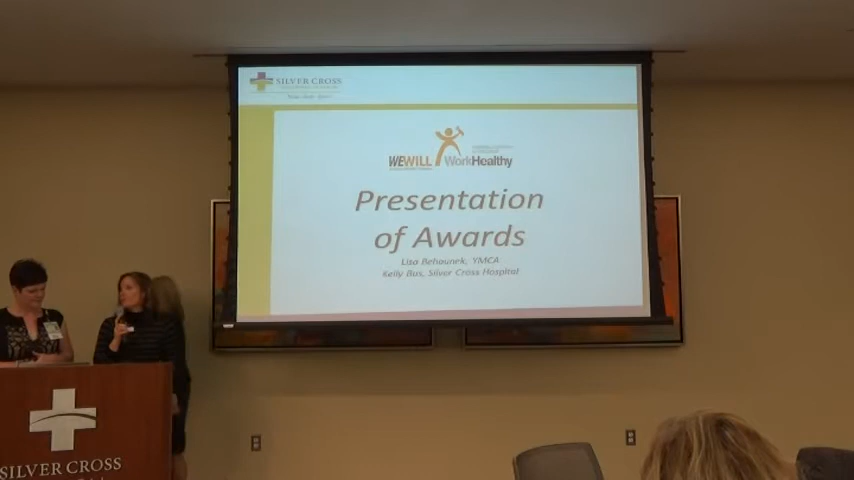 SILVER CROSS
WEWILL WorkHealthy
Presentation
of Awards
Lisa Behounek, YMCA
Kelly Bus, Silver Cross Hospital
SILVER CROSS